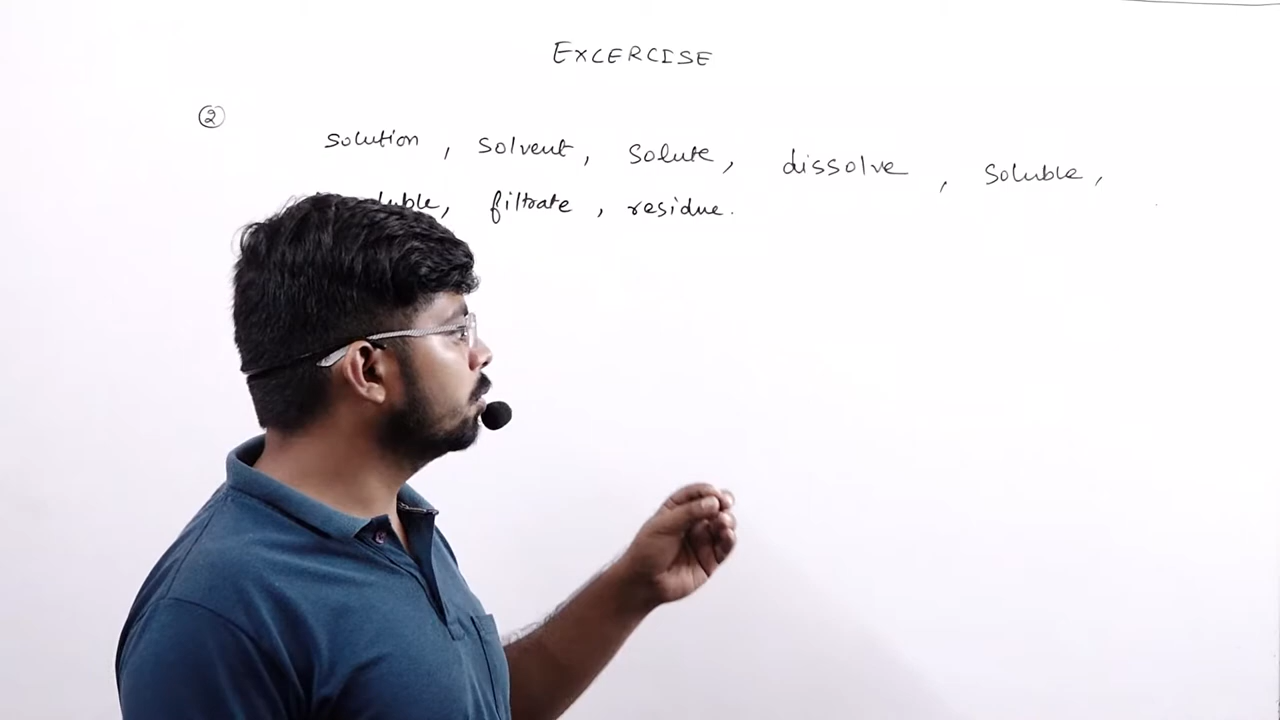 EXCERCISE
②
solution, solvent, solute, dissolve, soluble,
filtrate, residue.